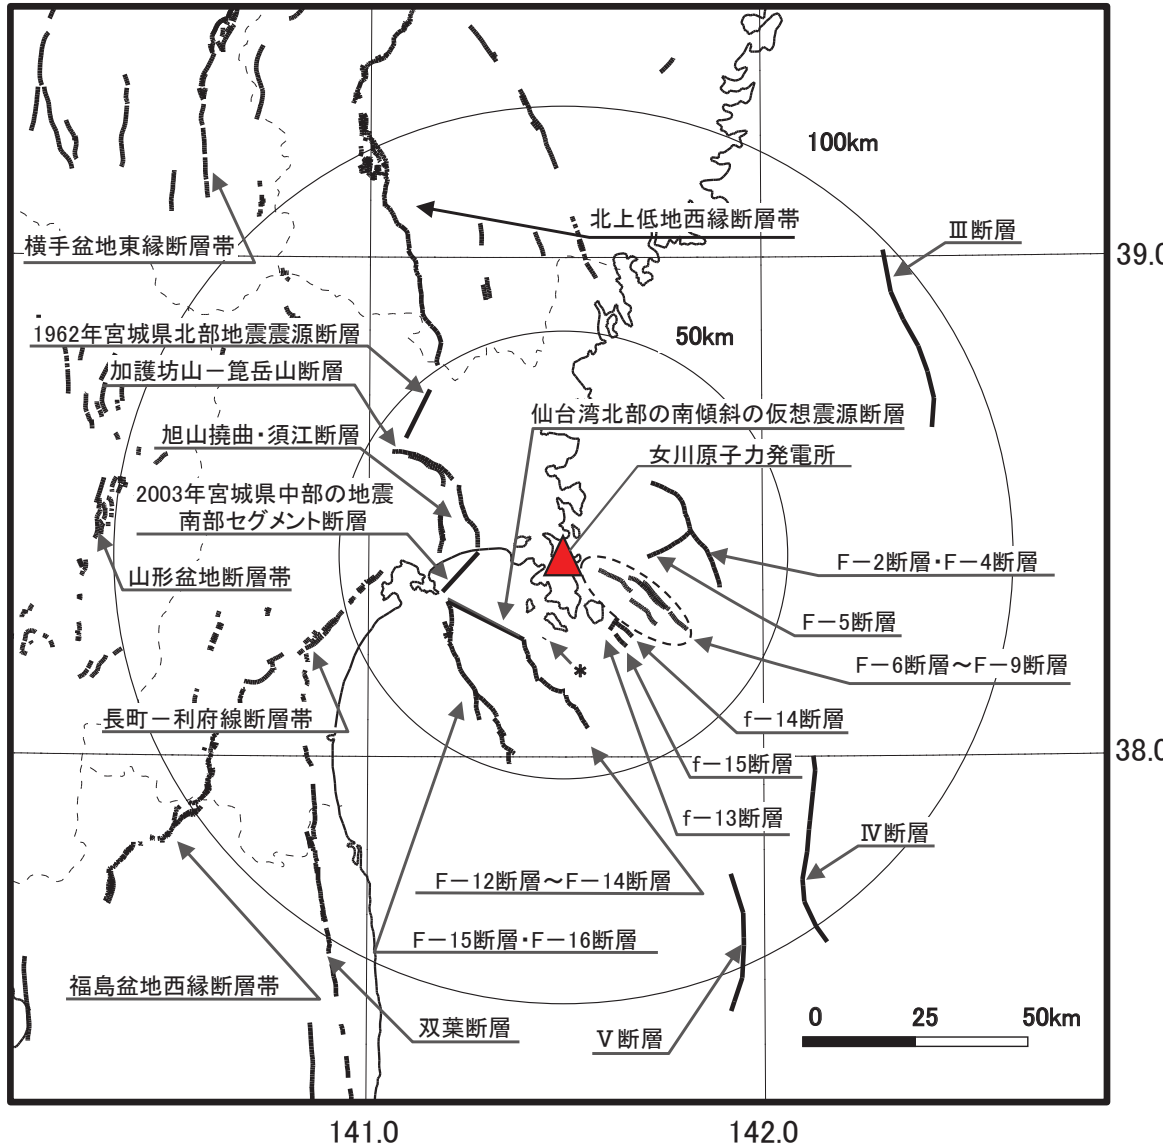 100km
北上低地西縁断層帯
Ⅲ断層
横手盆地東縁断層帯
39.0
1962年宮城県北部地震震源断層
50km
加護坊山－箆岳山断層
仙台湾北部の南傾斜の仮想震源断層
旭山撓曲・須江断層
女川原子力発電所
2003年宮城県中部の地震
南部セグメント断層
F－2断層・F－4断層
山形盆地断層帯
F－5断層
F－6断層～F－9断層
*
長町－利府線断層帯
f－14断層
38.0
f－15断層
f－13断層
Ⅳ断層
F－12断層～F－14断層
F－15断層・F－16断層
福島盆地西縁断層帯
双葉断層
Ⅴ断層
0 25 50km
141.0 142.0